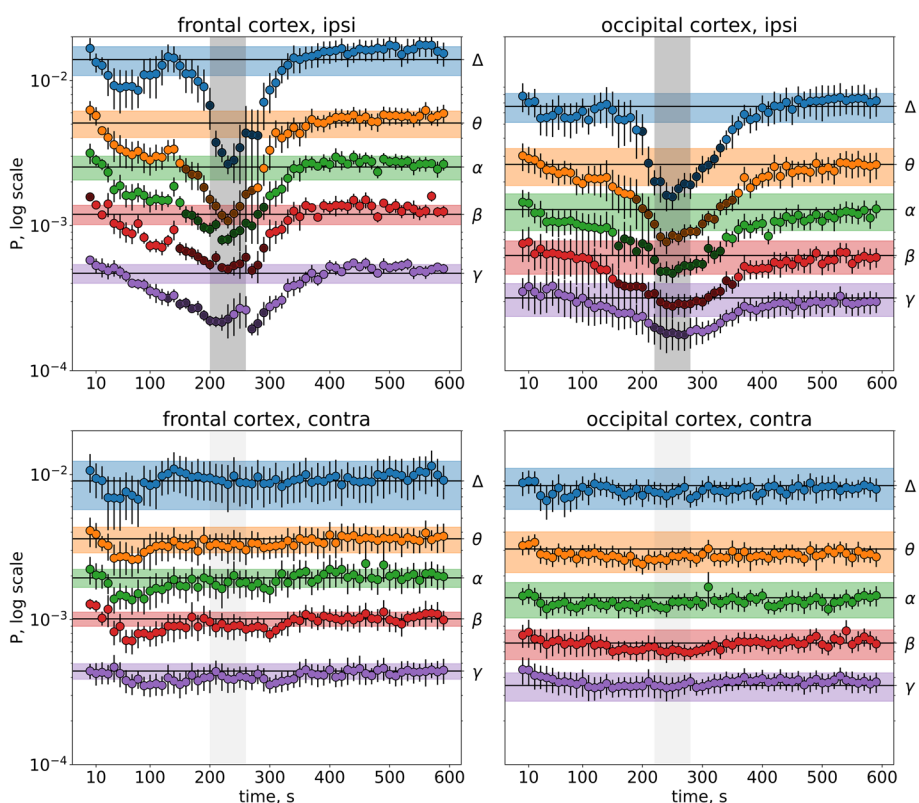 frontal cortex, ipsi
occipital cortex, ipsi
P, log scale
10⁻²
10⁻³
10⁻⁴
Δ
θ
α
β
γ
Δ
θ
α
β
γ
10 100 200 300 400 500 600
10 100 200 300 400 500 600
frontal cortex, contra
occipital cortex, contra
P, log scale
10⁻²
10⁻³
10⁻⁴
Δ
θ
α
β
γ
Δ
θ
α
β
γ
10 100 200 300 400 500 600
10 100 200 300 400 500 600
time, s
time, s